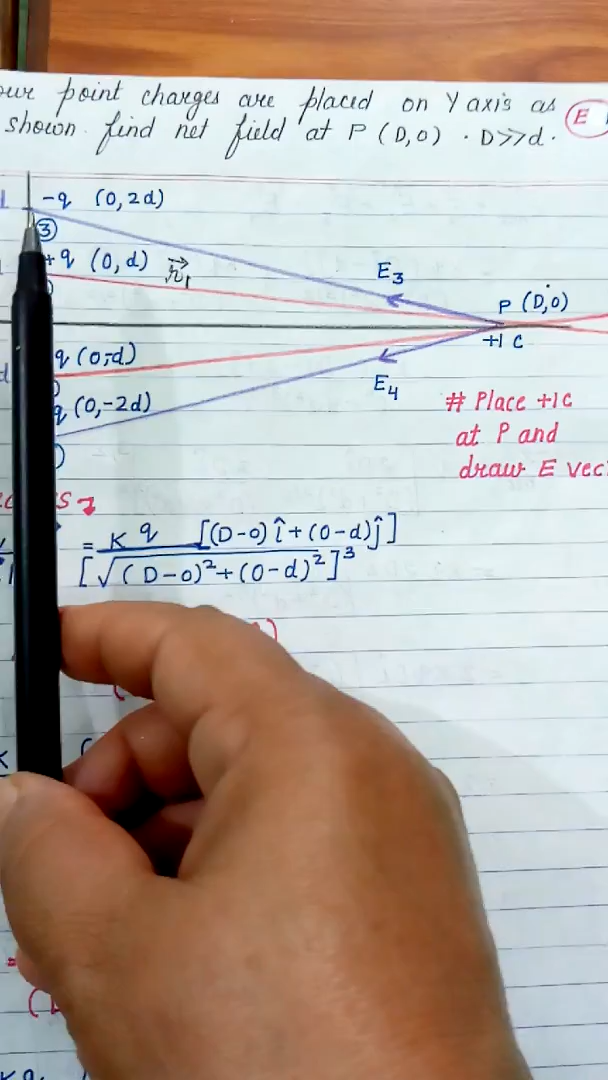 our point charges are placed on Y axis as
shown. find net field at P (D,0) . D>>d.
E
-q (0,2d)
③
+q (0,d) r⃗₁
E₃
P (D,0)
+1 C
q (0,-d)
d
E₄
q (0,-2d)
# Place +1C
at P and
draw E vec
= K q [(D-0) î + (0-d) ĵ ]
[√(D-0)² + (0-d)² ]³